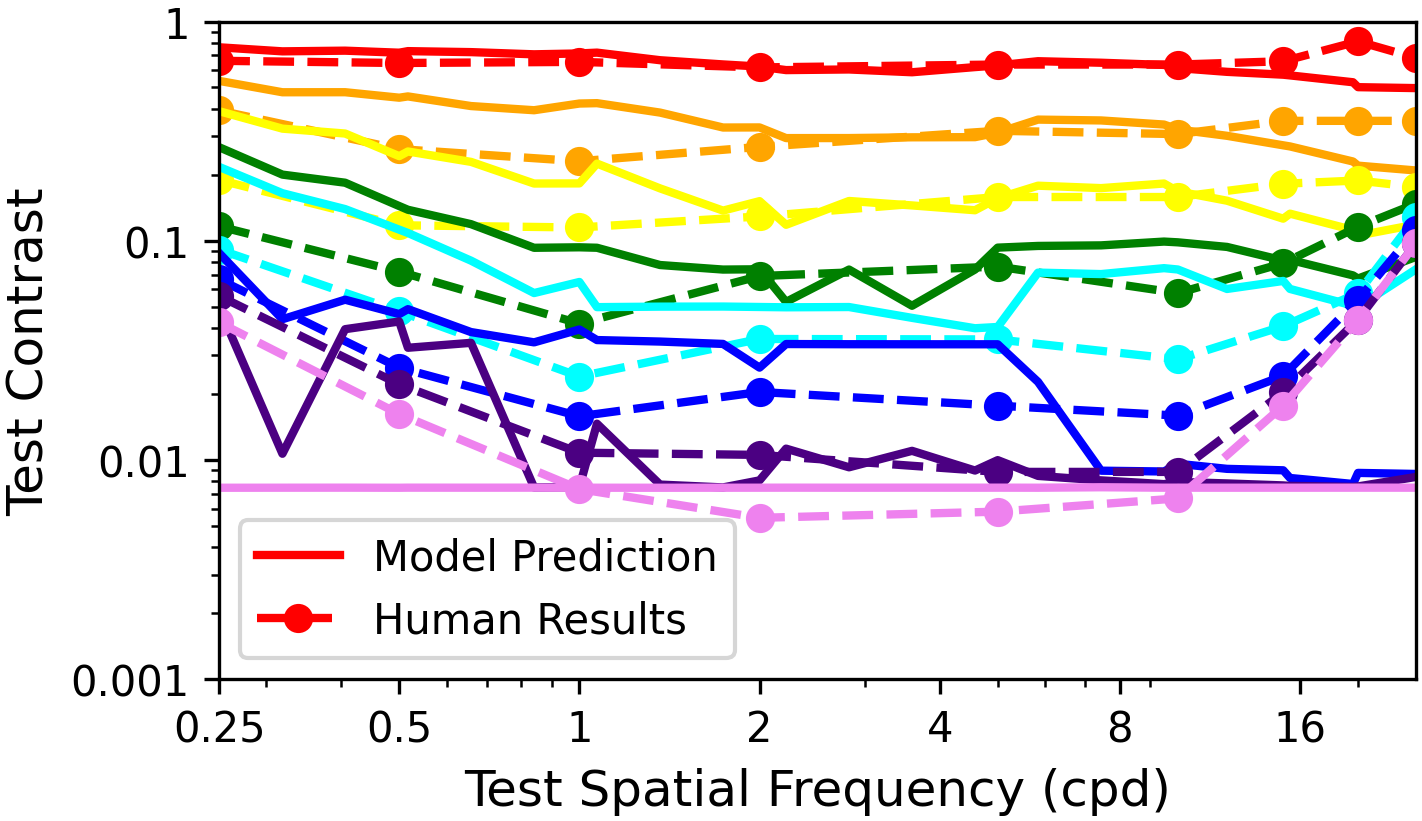 1
0.1
0.01
0.001
Test Contrast
Model Prediction
Human Results
0.25 0.5 1 2 4 8 16
Test Spatial Frequency (cpd)